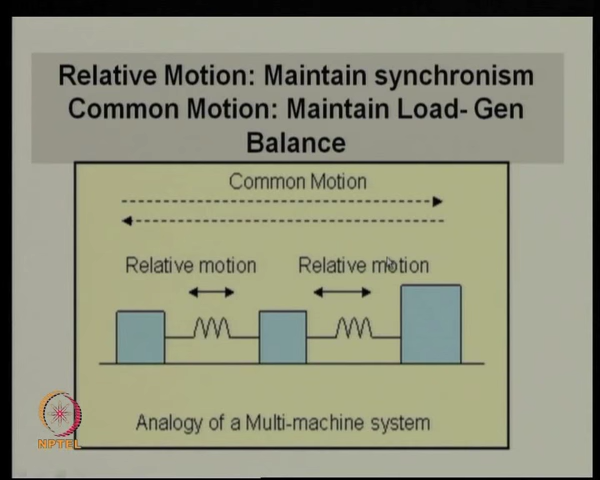 Relative Motion: Maintain synchronism
Common Motion: Maintain Load- Gen
Balance
Common Motion
Relative motion
Relative motion
Analogy of a Multi-machine system
NPTEL